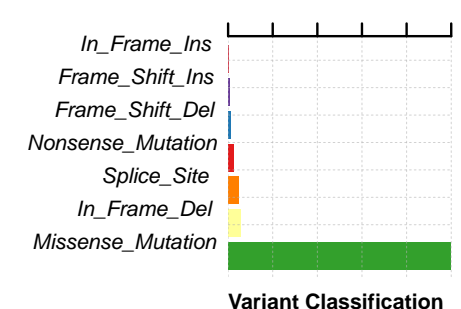 In_Frame_Ins
Frame_Shift_Ins
Frame_Shift_Del
Nonsense_Mutation
Splice_Site
In_Frame_Del
Missense_Mutation
Variant Classification